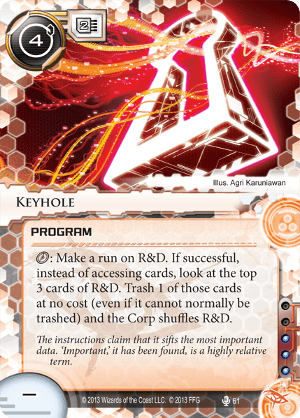 4
Illus. Agri Karuniawan
KEYHOLE
PROGRAM
: Make a run on R&D. If successful,
instead of accessing cards, look at the top
3 cards of R&D. Trash 1 of those cards
at no cost (even if it cannot normally be
trashed) and the Corp shuffles R&D.
The instructions claim that it sifts the most important
data. 'Important,' it has been found, is a highly relative
term.
–
© 2013 Wizards of the Coast LLC. © 2013 FFG
61